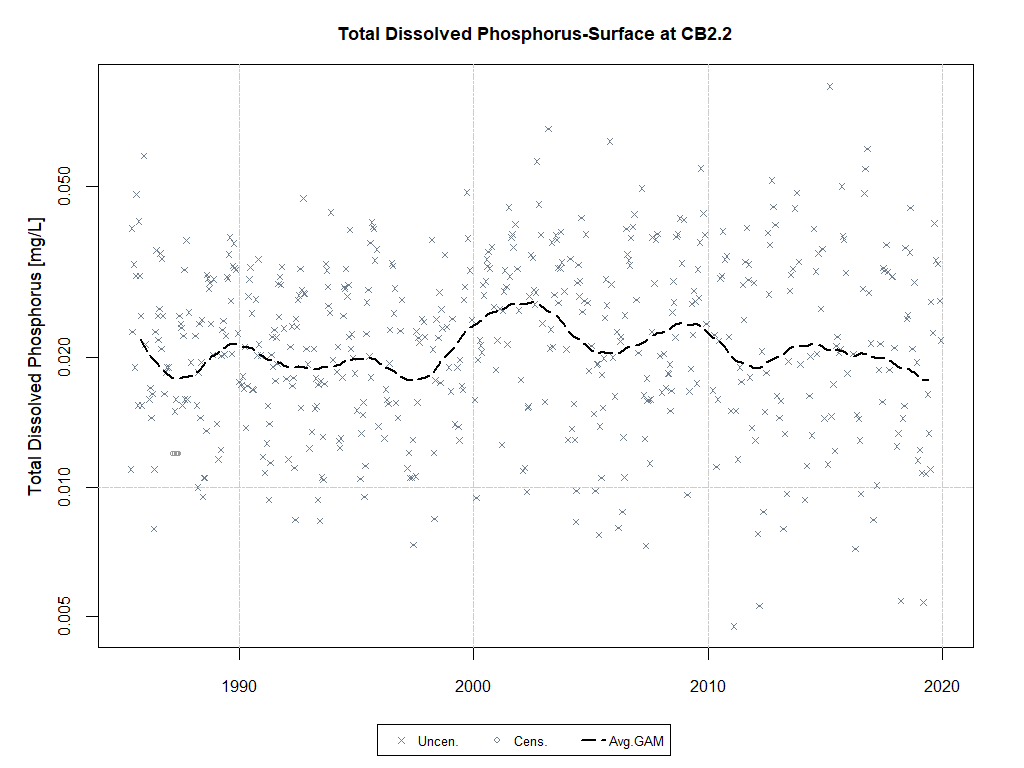 Total Dissolved Phosphorus-Surface at CB2.2
Total Dissolved Phosphorus [mg/L]
0.050
0.020
0.010
0.005
1990 2000 2010 2020
Uncen. Cens. Avg.GAM